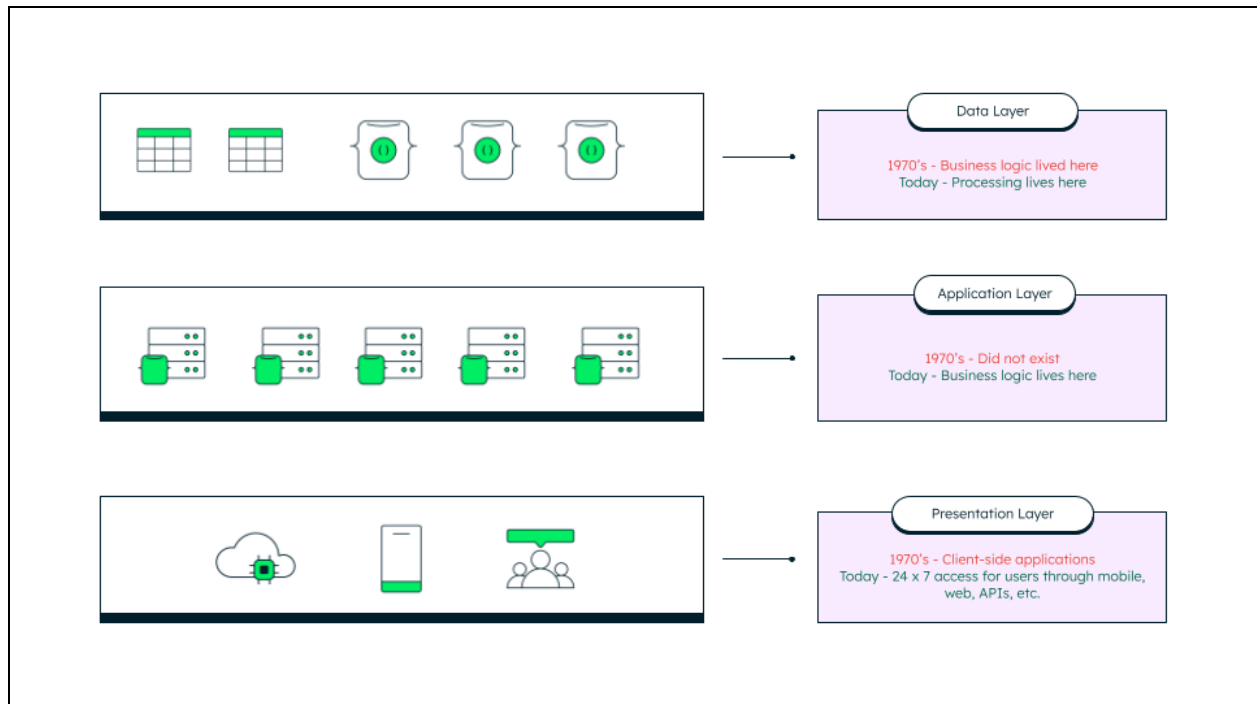 Data Layer
1970's - Business logic lived here
Today - Processing lives here
Application Layer
1970's - Did not exist
Today - Business logic lives here
Presentation Layer
1970's - Client-side applications
Today - 24 x 7 access for users through mobile,
web, APIs, etc.